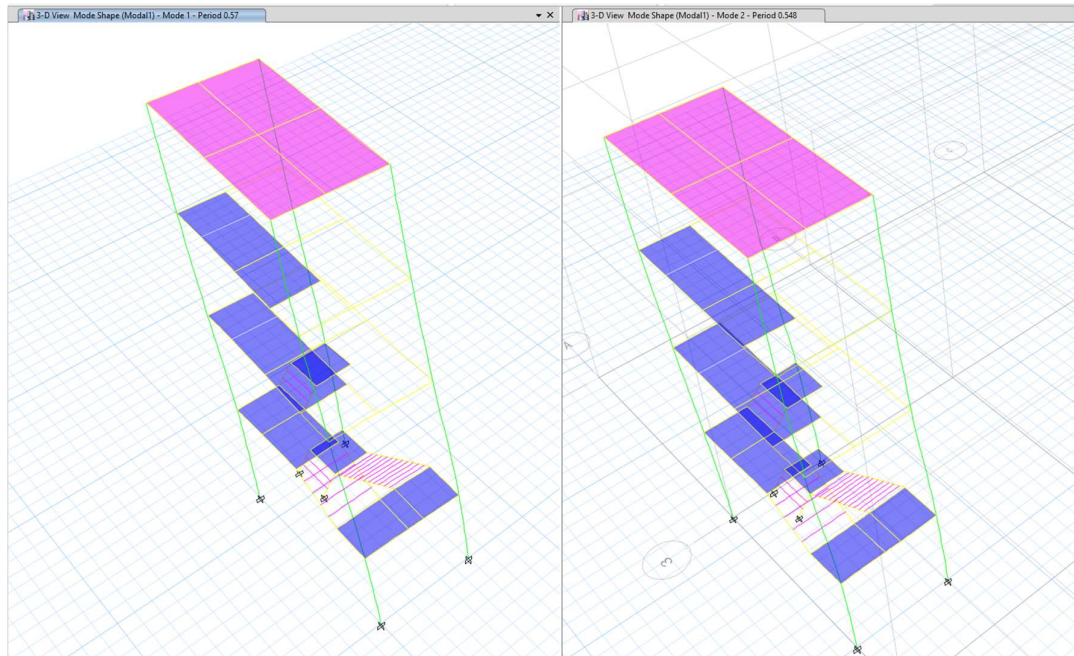 3-D View Mode Shape (Modal1) - Mode 1 - Period 0.57
3-D View Mode Shape (Modal1) - Mode 2 - Period 0.548
A
3